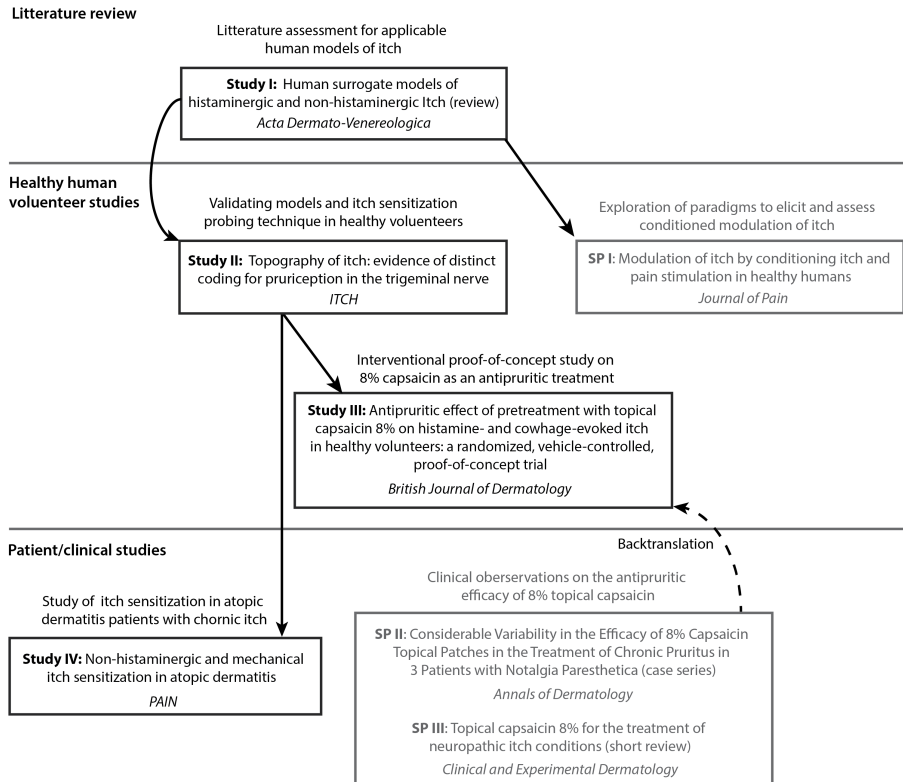 Litterature review
Litterature assessment for applicable
human models of itch
Study I: Human surrogate models of
histaminergic and non-histaminergic Itch (review)
Acta Dermato-Venereologica
Healthy human
volunteer studies
Validating models and itch sensitization
probing technique in healthy volunteers
Study II: Topography of itch: evidence of distinct
coding for pruriception in the trigeminal nerve
ITCH
Exploration of paradigms to elicit and assess
conditioned modulation of itch
SP I: Modulation of itch by conditioning itch and
pain stimulation in healthy humans
Journal of Pain
Interventional proof-of-concept study on
8% capsaicin as an antipruritic treatment
Study III: Antipruritic effect of pretreatment with topical
capsaicin 8% on histamine- and cowhage-evoked itch
in healthy volunteers: a randomized, vehicle-controlled,
proof-of-concept trial
British Journal of Dermatology
Patient/clinical studies
Backtranslation
Study of itch sensitization in atopic
dermatitis patients with chornic itch
Study IV: Non-histaminergic and mechanical
itch sensitization in atopic dermatitis
PAIN
Clinical oberservations on the antipruritic
efficacy of 8% topical capsaicin
SP II: Considerable Variability in the Efficacy of 8% Capsaicin
Topical Patches in the Treatment of Chronic Pruritus in
3 Patients with Notalgia Paresthetica (case series)
Annals of Dermatology
SP III: Topical capsaicin 8% for the treatment of
neuropathic itch conditions (short review)
Clinical and Experimental Dermatology